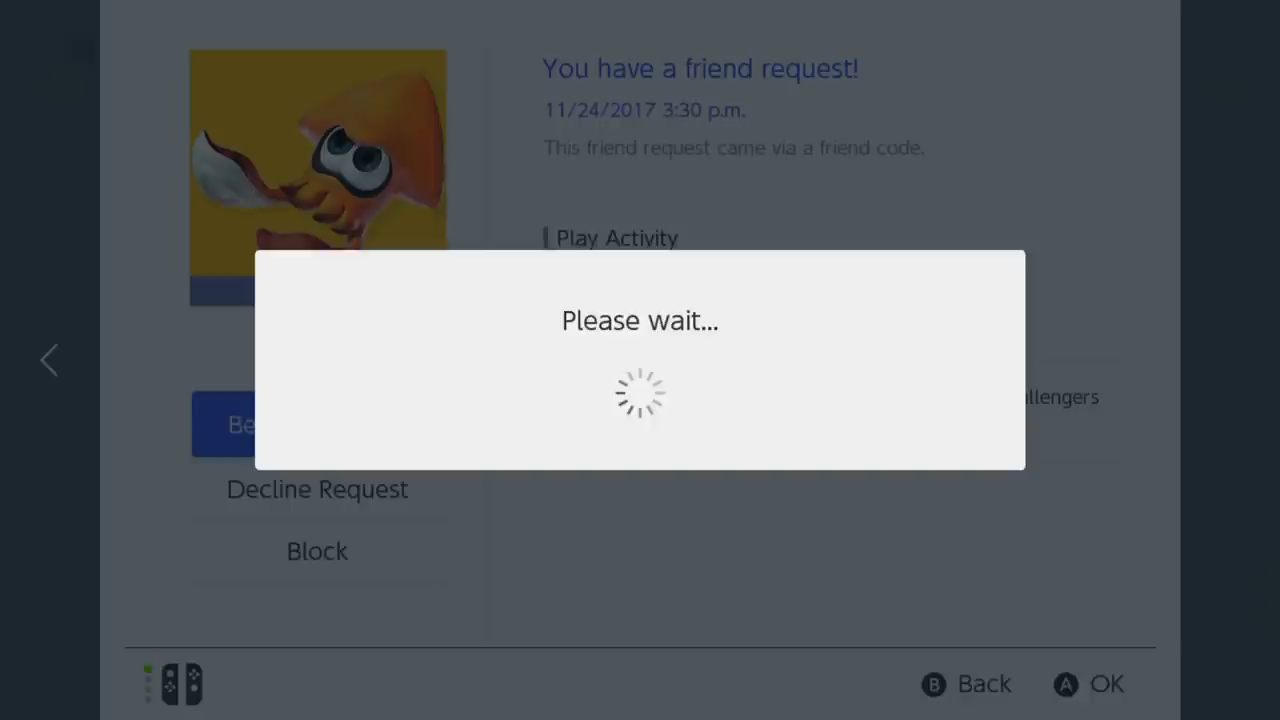 You have a friend request!
11/24/2017 3:30 p.m.
This friend request came via a friend code.
Play Activity
Please wait...
allengers
Be
Decline Request
Block
B Back
A OK